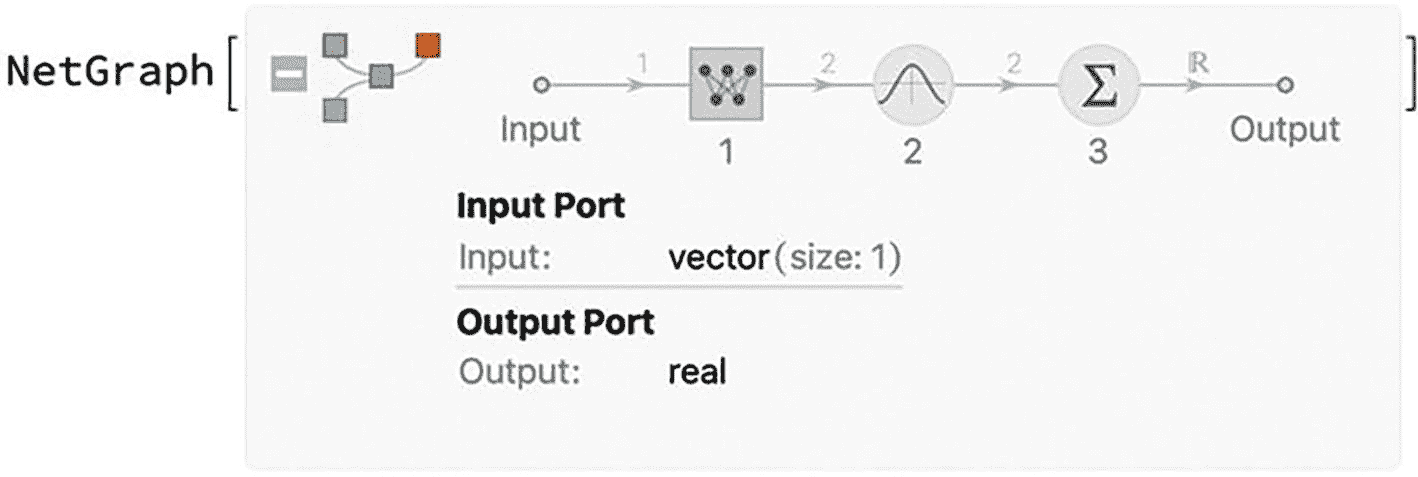 NetGraph[ ]
1 2 2 ℝ
Σ
Input 1 2 3 Output
Input Port
Input: vector(size: 1)
Output Port
Output: real